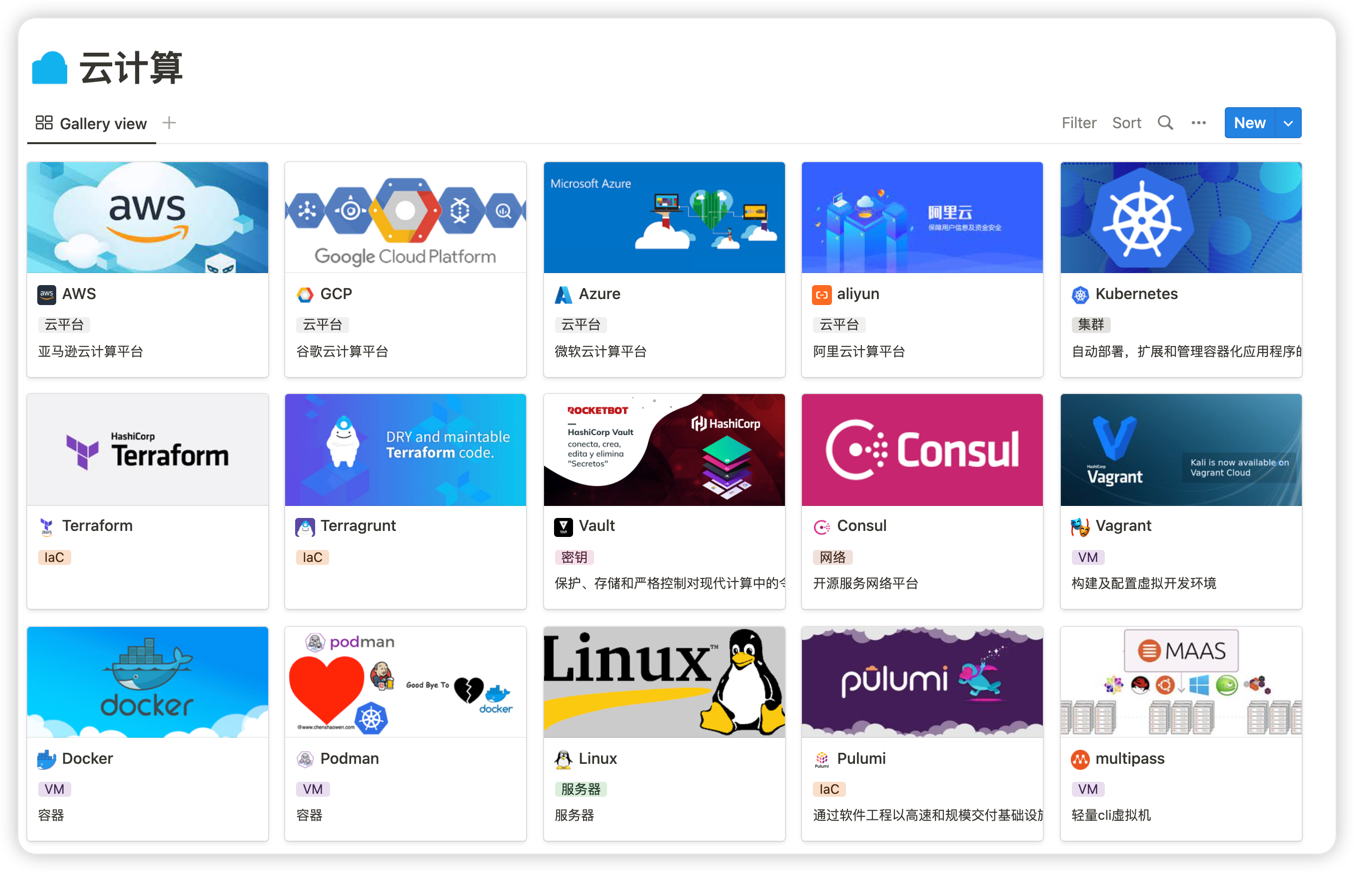 云计算
Gallery view
Filter Sort
New
aws
Google Cloud Platform
Microsoft Azure
阿里云
保障用户信息及资金安全
aws AWS
GCP
Azure
aliyun
Kubernetes
云平台
云平台
云平台
云平台
集群
亚马逊云计算平台
谷歌云计算平台
微软云计算平台
阿里云计算平台
自动部署，扩展和管理容器化应用程序的
HashiCorp
Terraform
DRY and maintable
Terraform code.
ROCKETBOT
HashiCorp Vault
conecta, crea,
edita y elimina
"Secretos"
HashiCorp
Consul
HashiCorp
Vagrant
Kali is now available on
Vagrant Cloud
Terraform
Terragrunt
Vault
Consul
Vagrant
IaC
IaC
密钥
网络
VM
保护、存储和严格控制对现代计算中的令
开源服务网络平台
构建及配置虚拟开发环境
docker
podman
Good Bye To
docker
@www.chenshaowen.com
Linux™
pulumi
MAAS
Docker
Podman
Linux
Pulumi Pulumi
multipass
VM
VM
服务器
IaC
VM
容器
容器
服务器
通过软件工程以高速和规模交付基础设施
轻量cli虚拟机